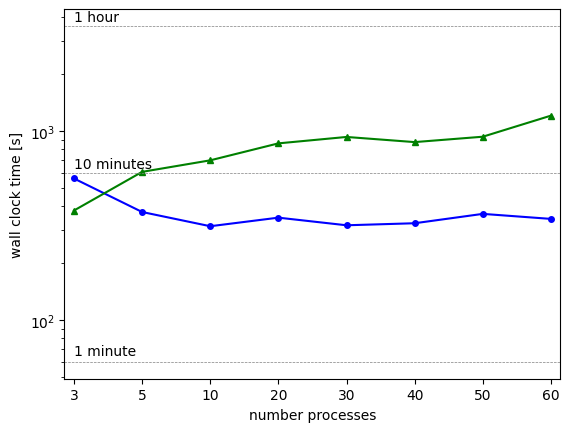 1 hour
10 minutes
1 minute
wall clock time [s]
10³
10²
3 5 10 20 30 40 50 60
number processes